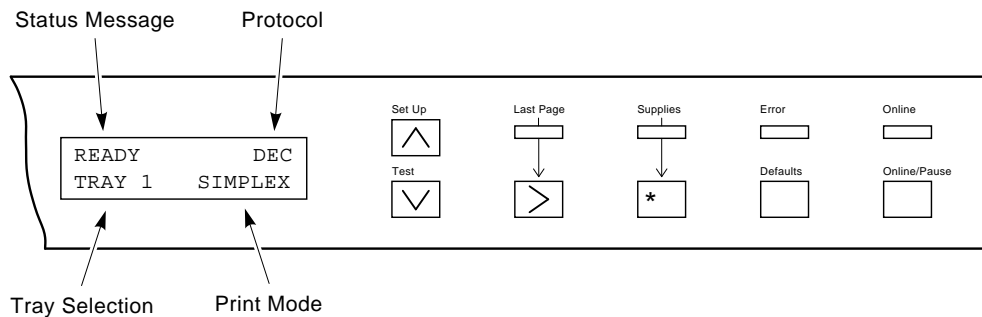 Status Message Protocol
Set Up Last Page Supplies Error Online
READY DEC
TRAY 1 SIMPLEX
Test Defaults Online/Pause
*
Tray Selection Print Mode